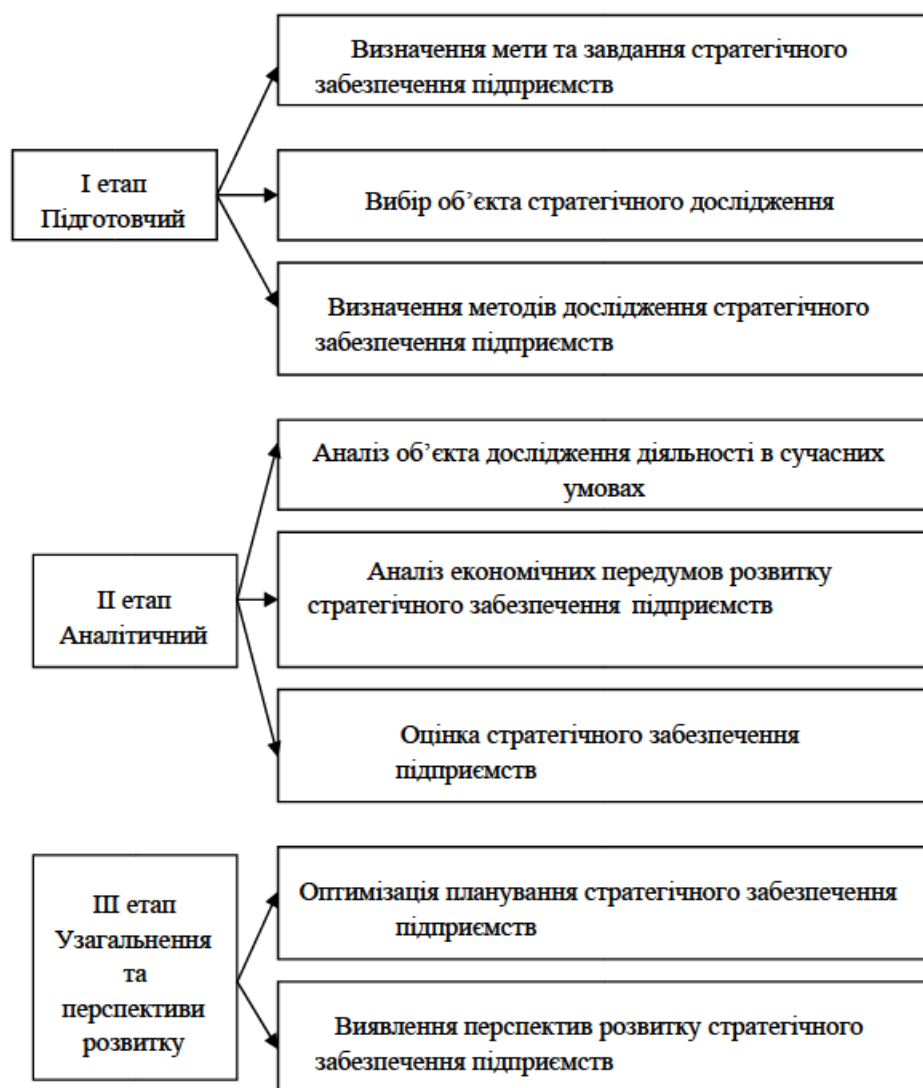 Визначення мети та завдання стратегічного
забезпечення підприємств
І етап
Підготовчий
Вибір об’єкта стратегічного дослідження
Визначення методів дослідження стратегічного
забезпечення підприємств
Аналіз об’єкта дослідження діяльності в сучасних
умовах
ІІ етап
Аналітичний
Аналіз економічних передумов розвитку
стратегічного забезпечення підприємств
Оцінка стратегічного забезпечення
підприємств
ІІІ етап
Узагальнення
та
перспективи
розвитку
Оптимізація планування стратегічного забезпечення
підприємств
Виявлення перспектив розвитку стратегічного
забезпечення підприємств